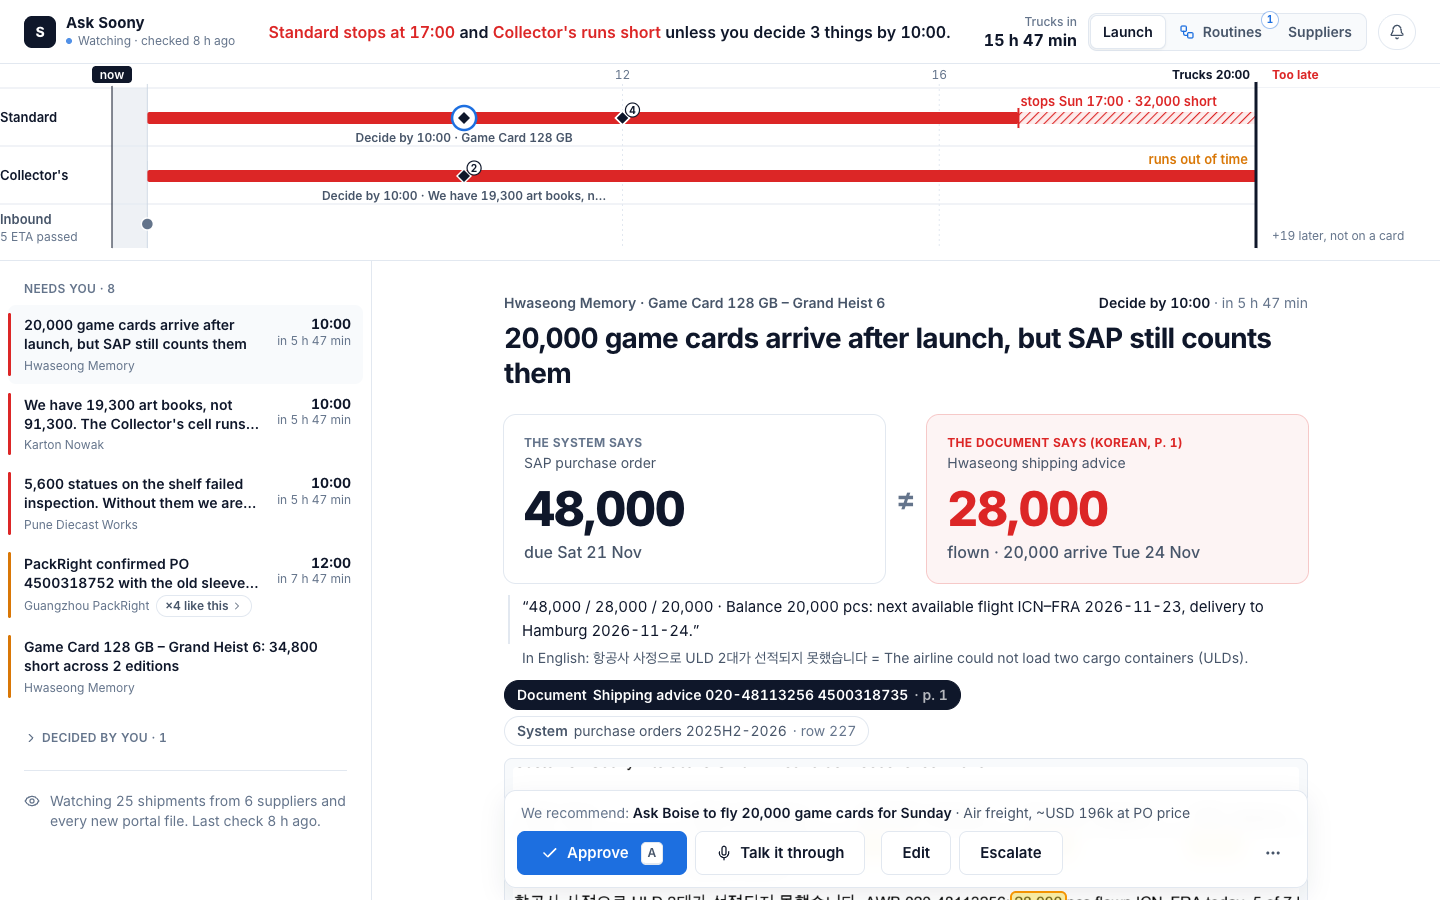 S
Ask Soony
Watching · checked 8 h ago
Standard stops at 17:00 and Collector's runs short unless you decide 3 things by 10:00.
Trucks in
15 h 47 min
Launch
Routines
1
Suppliers
now
12
16
Trucks 20:00
Too late
Standard
stops Sun 17:00 · 32,000 short
4
Decide by 10:00 · Game Card 128 GB
Collector's
runs out of time
2
Decide by 10:00 · We have 19,300 art books, n...
Inbound
5 ETA passed
+19 later, not on a card
NEEDS YOU · 8
20,000 game cards arrive after
launch, but SAP still counts them
10:00
in 5 h 47 min
Hwaseong Memory
We have 19,300 art books, not
91,300. The Collector's cell runs...
10:00
in 5 h 47 min
Karton Nowak
5,600 statues on the shelf failed
inspection. Without them we are...
10:00
in 5 h 47 min
Pune Diecast Works
PackRight confirmed PO
4500318752 with the old sleeve...
12:00
in 7 h 47 min
Guangzhou PackRight
×4 like this
Game Card 128 GB – Grand Heist 6: 34,800
short across 2 editions
Hwaseong Memory
DECIDED BY YOU · 1
Watching 25 shipments from 6 suppliers and
every new portal file. Last check 8 h ago.
Hwaseong Memory · Game Card 128 GB – Grand Heist 6
Decide by 10:00 · in 5 h 47 min
20,000 game cards arrive after launch, but SAP still counts
them
THE SYSTEM SAYS
SAP purchase order
48,000
due Sat 21 Nov
≠
THE DOCUMENT SAYS (KOREAN, P. 1)
Hwaseong shipping advice
28,000
flown · 20,000 arrive Tue 24 Nov
“48,000 / 28,000 / 20,000 · Balance 20,000 pcs: next available flight ICN–FRA 2026-11-23, delivery to
Hamburg 2026-11-24.”
In English: 항공사 사정으로 ULD 2대가 선적되지 못했습니다 = The airline could not load two cargo containers (ULDs).
Document Shipping advice 020-48113256 4500318735 · p. 1
System purchase orders 2025H2-2026 · row 227
We recommend: Ask Boise to fly 20,000 game cards for Sunday · Air freight, ~USD 196k at PO price
Approve A
Talk it through
Edit
Escalate